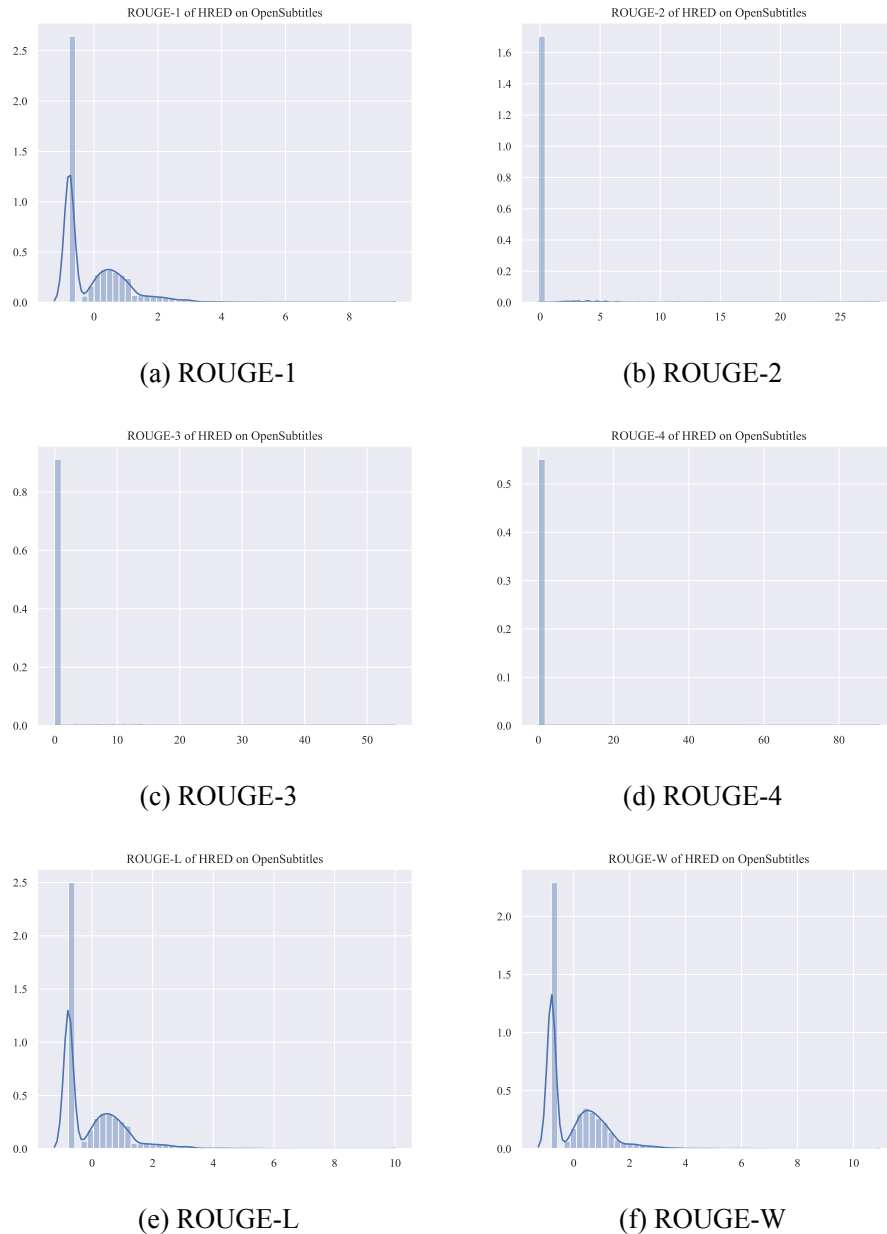 ROUGE-1 of HRED on OpenSubtitles
2.5
2.0
1.5
1.0
0.5
0.0
0 2 4 6 8
(a) ROUGE-1
ROUGE-2 of HRED on OpenSubtitles
1.6
1.4
1.2
1.0
0.8
0.6
0.4
0.2
0.0
0 5 10 15 20 25
(b) ROUGE-2
ROUGE-3 of HRED on OpenSubtitles
0.8
0.6
0.4
0.2
0.0
0 10 20 30 40 50
(c) ROUGE-3
ROUGE-4 of HRED on OpenSubtitles
0.5
0.4
0.3
0.2
0.1
0.0
0 20 40 60 80
(d) ROUGE-4
ROUGE-L of HRED on OpenSubtitles
2.5
2.0
1.5
1.0
0.5
0.0
0 2 4 6 8 10
(e) ROUGE-L
ROUGE-W of HRED on OpenSubtitles
2.0
1.5
1.0
0.5
0.0
0 2 4 6 8 10
(f) ROUGE-W